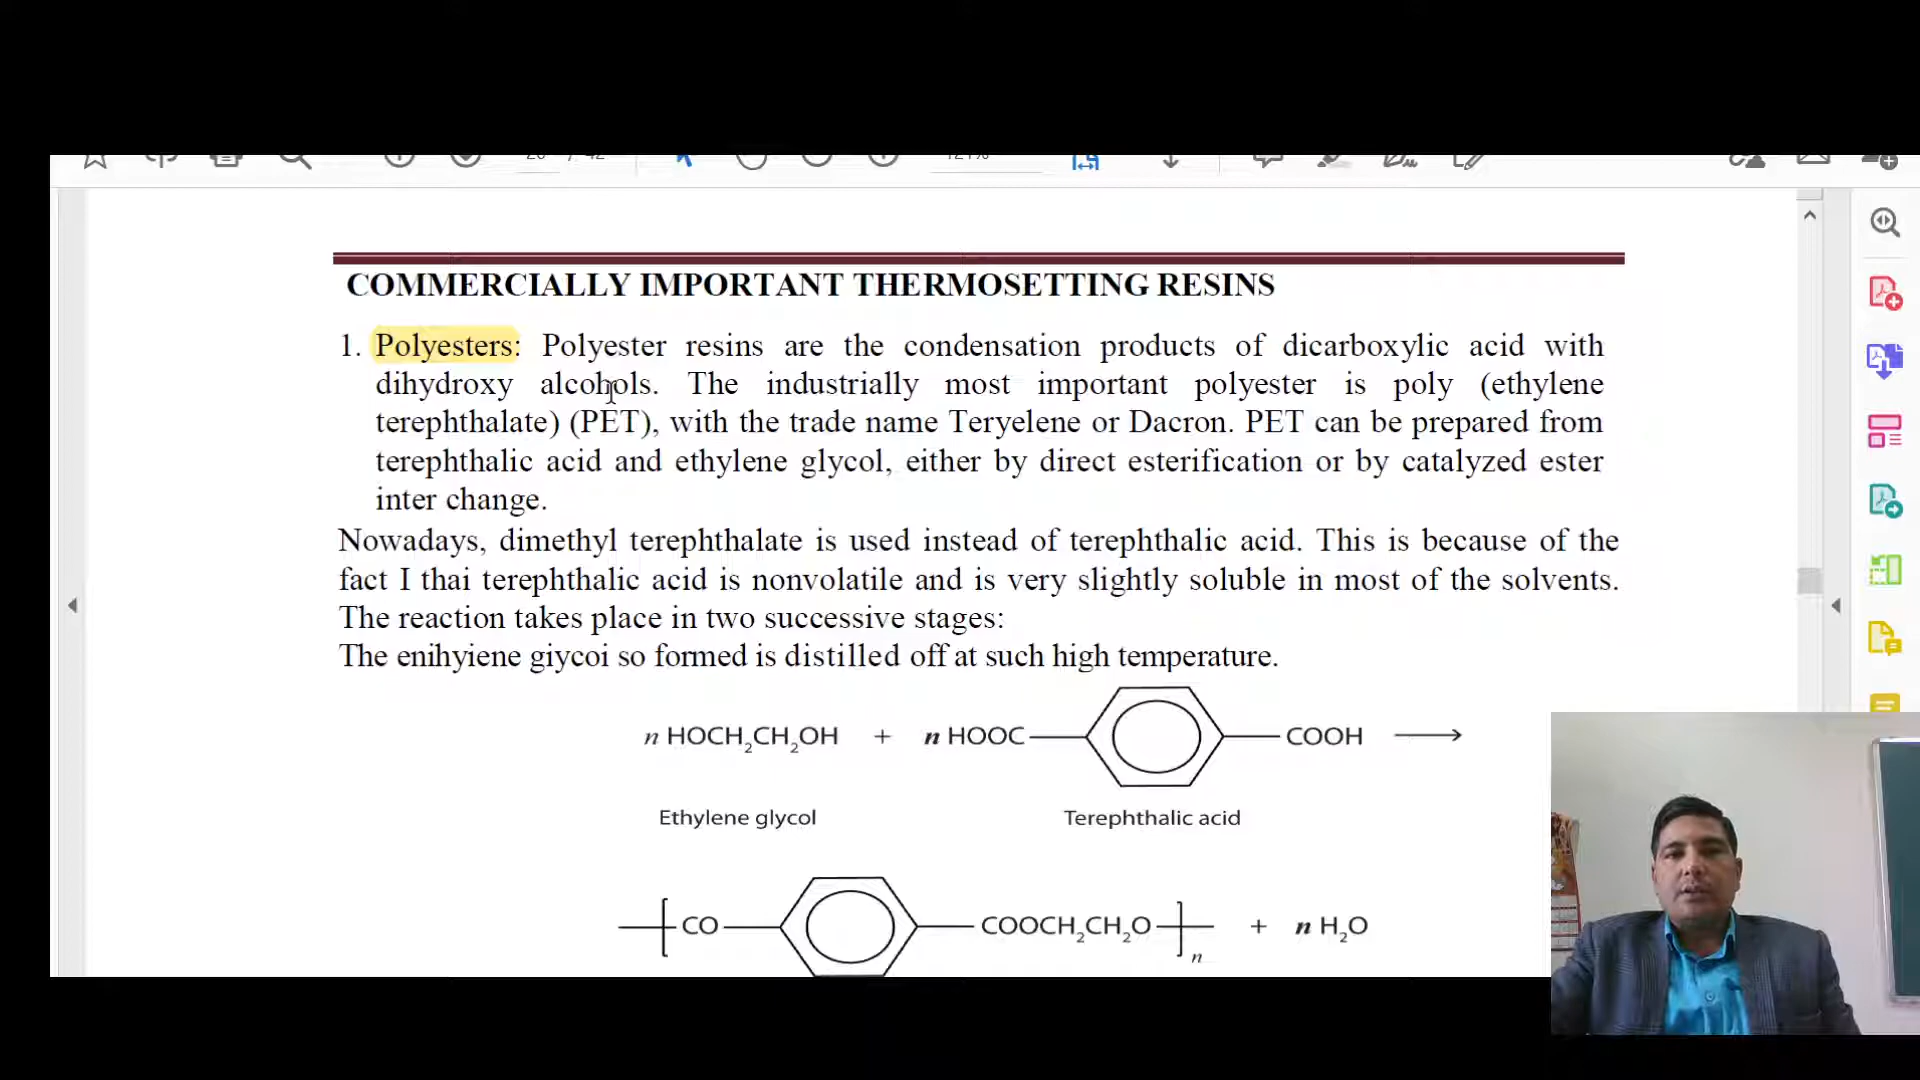 COMMERCIALLY IMPORTANT THERMOSETTING RESINS
1. Polyesters: Polyester resins are the condensation products of dicarboxylic acid with
dihydroxy alcohols. The industrially most important polyester is poly (ethylene
terephthalate) (PET), with the trade name Teryelene or Dacron. PET can be prepared from
terephthalic acid and ethylene glycol, either by direct esterification or by catalyzed ester
inter change.
Nowadays, dimethyl terephthalate is used instead of terephthalic acid. This is because of the
fact I thai terephthalic acid is nonvolatile and is very slightly soluble in most of the solvents.
The reaction takes place in two successive stages:
The enihyiene giycoi so formed is distilled off at such high temperature.
n HOCH₂CH₂OH + n HOOC COOH
Ethylene glycol Terephthalic acid
CO COOCH₂CH₂O n + n H₂O